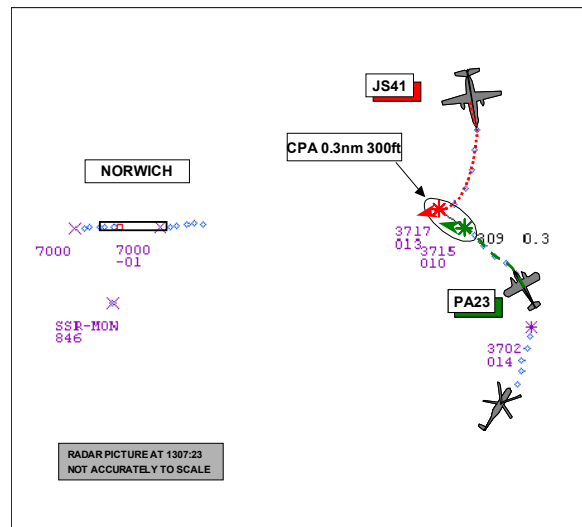 JS41
CPA 0.3nm 300ft
NORWICH
3717
013
3715
010
309 0.3
7000
7000
-01
PA23
SSR-MON
846
3702
014
RADAR PICTURE AT 1307:23
NOT ACCURATELY TO SCALE